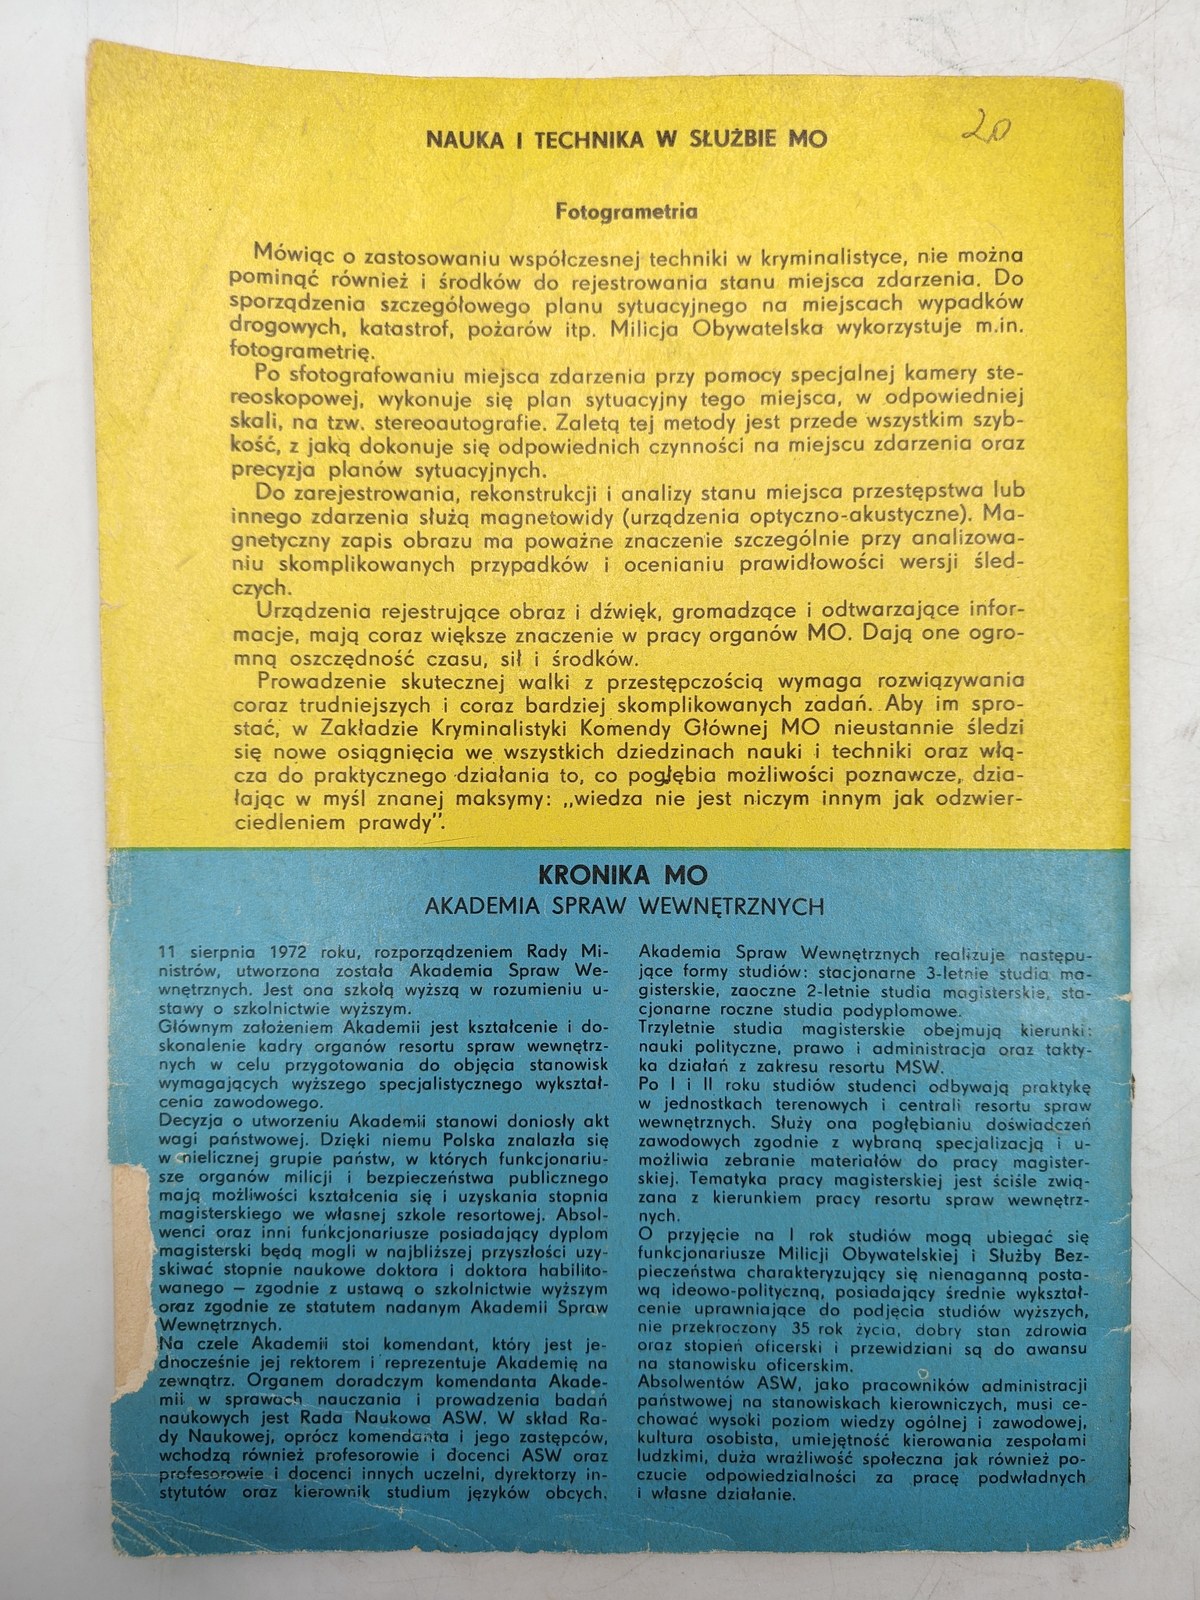 NAUKA I TECHNIKA W SŁUŻBIE MO
20
Fotogrametria
Mówiąc o zastosowaniu współczesnej techniki w kryminalistyce, nie można
pominąć również i środków do rejestrowania stanu miejsca zdarzenia. Do
sporządzenia szczegółowego planu sytuacyjnego na miejscach wypadków
drogowych, katastrof, pożarów itp. Milicja Obywatelska wykorzystuje m.in.
fotogrametrię.
Po sfotografowaniu miejsca zdarzenia przy pomocy specjalnej kamery ste-
reoskopowej, wykonuje się plan sytuacyjny tego miejsca, w odpowiedniej
skali, na tzw. stereoautografie. Zaletą tej metody jest przede wszystkim szyb-
kość, z jaką dokonuje się odpowiednich czynności na miejscu zdarzenia oraz
precyzja planów sytuacyjnych.
Do zarejestrowania, rekonstrukcji i analizy stanu miejsca przestępstwa lub
innego zdarzenia służą magnetowidy (urządzenia optyczno-akustyczne). Ma-
gnetyczny zapis obrazu ma poważne znaczenie szczególnie przy analizowa-
niu skomplikowanych przypadków i ocenianiu prawidłowości wersji śled-
czych.
Urządzenia rejestrujące obraz i dźwięk, gromadzące i odtwarzające infor-
macje, mają coraz większe znaczenie w pracy organów MO. Dają one ogro-
mną oszczędność czasu, sił i środków.
Prowadzenie skutecznej walki z przestępczością wymaga rozwiązywania
coraz trudniejszych i coraz bardziej skomplikowanych zadań. Aby im spro-
stać, w Zakładzie Kryminalistyki Komendy Głównej MO nieustannie śledzi
się nowe osiągnięcia we wszystkich dziedzinach nauki i techniki oraz włą-
cza do praktycznego działania to, co pogłębia możliwości poznawcze, dzia-
łając w myśl znanej maksymy: „wiedza nie jest niczym innym jak odzwier-
ciedleniem prawdy”.
KRONIKA MO
AKADEMIA SPRAW WEWNĘTRZNYCH
11 sierpnia 1972 roku, rozporządzeniem Rady Mi-
nistrów, utworzona została Akademia Spraw We-
wnętrznych. Jest ona szkołą wyższą w rozumieniu u-
stawy o szkolnictwie wyższym.
Głównym założeniem Akademii jest kształcenie i do-
skonalenie kadry organów resortu spraw wewnętrz-
nych w celu przygotowania do objęcia stanowisk
wymagających wyższego specjalistycznego wykształ-
cenia zawodowego.
Decyzja o utworzeniu Akademii stanowi doniosły akt
wagi państwowej. Dzięki niemu Polska znalazła się
w nielicznej grupie państw, w których funkcjonariu-
sze organów milicji i bezpieczeństwa publicznego
mają możliwości kształcenia się i uzyskania stopnia
magisterskiego we własnej szkole resortowej. Absol-
wenci oraz inni funkcjonariusze posiadający dyplom
magisterski będą mogli w najbliższej przyszłości uzy-
skiwać stopnie naukowe doktora i doktora habilito-
wanego — zgodnie z ustawą o szkolnictwie wyższym
oraz zgodnie ze statutem nadanym Akademii Spraw
Wewnętrznych.
Na czele Akademii stoi komendant, który jest je-
dnocześnie jej rektorem i reprezentuje Akademię na
zewnątrz. Organem doradczym komendanta Akade-
mii w sprawach nauczania i prowadzenia badań
naukowych jest Rada Naukowa ASW. W skład Ra-
dy Naukowej, oprócz komendanta i jego zastępców,
wchodzą również profesorowie i docenci ASW oraz
profesorowie i docenci innych uczelni, dyrektorzy in-
stytutów oraz kierownik studium języków obcych.
Akademia Spraw Wewnętrznych realizuje następu-
jące formy studiów: stacjonarne 3-letnie studia ma-
gisterskie, zaoczne 2-letnie studia magisterskie, sta-
cjonarne roczne studia podyplomowe.
Trzyletnie studia magisterskie obejmują kierunki:
nauki polityczne, prawo i administracja oraz takty-
ka działań z zakresu resortu MSW.
Po I i II roku studiów studenci odbywają praktykę
w jednostkach terenowych i centrali resortu spraw
wewnętrznych. Służy ona pogłębianiu doświadczeń
zawodowych zgodnie z wybraną specjalizacją i u-
możliwia zebranie materiałów do pracy magister-
skiej. Tematyka pracy magisterskiej jest ściśle zwią-
zana z kierunkiem pracy resortu spraw wewnętrz-
nych.
O przyjęcie na I rok studiów mogą ubiegać się
funkcjonariusze Milicji Obywatelskiej i Służby Bez-
pieczeństwa charakteryzujący się nienaganną posta-
wą ideowo-polityczną, posiadający średnie wykształ-
cenie uprawniające do podjęcia studiów wyższych,
nie przekroczony 35 rok życia, dobry stan zdrowia
oraz stopień oficerski i przewidziani są do awansu
na stanowisku oficerskim.
Absolwentów ASW, jako pracowników administracji
państwowej na stanowiskach kierowniczych, musi ce-
chować wysoki poziom wiedzy ogólnej i zawodowej,
kultura osobista, umiejętność kierowania zespołami
ludzkimi, duża wrażliwość społeczna jak również po-
czucie odpowiedzialności za pracę podwładnych
i własne działanie.